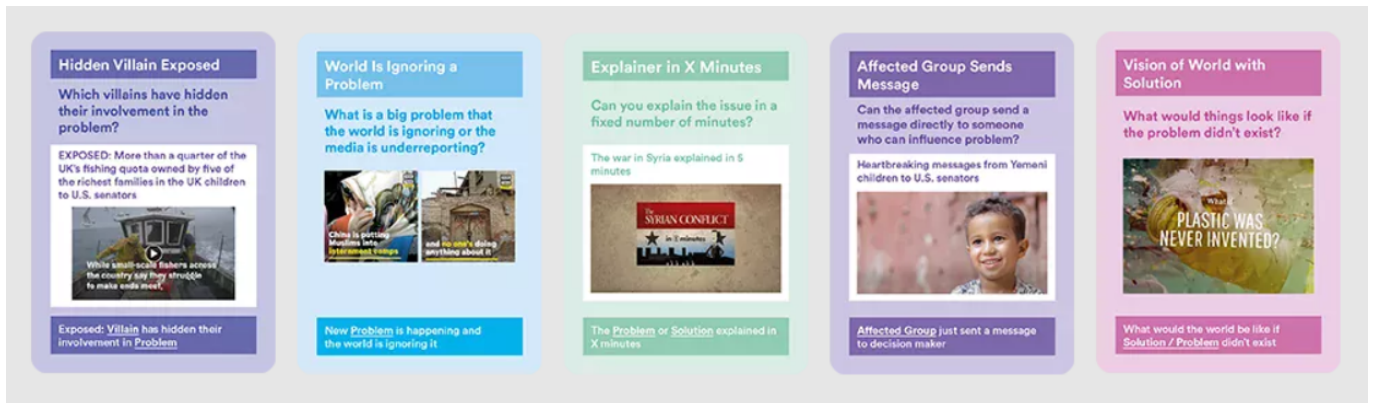 Hidden Villain Exposed
Which villains have hidden
their involvement in the
problem?
EXPOSED: More than a quarter of the
UK's fishing quota owned by five of
the richest families in the UK children
to U.S. senators
While small-scale fishers across
the country say they struggle
to make ends meet,
Exposed: Villain has hidden their
involvement in Problem
World Is Ignoring a
Problem
What is a big problem that
the world is ignoring or the
media is underreporting?
China is putting
Muslims into
internment camps
and no one's doing
anything about it
New Problem is happening and
the world is ignoring it
Explainer in X Minutes
Can you explain the issue in a
fixed number of minutes?
The war in Syria explained in 5
minutes
The
SYRIAN CONFLICT
minutes
The Problem or Solution explained in
X minutes
Affected Group Sends
Message
Can the affected group send a
message directly to someone
who can influence problem?
Heartbreaking messages from Yemeni
children to U.S. senators
Affected Group just sent a message
to decision maker
Vision of World with
Solution
What would things look like if
the problem didn't exist?
What if
PLASTIC WAS
NEVER INVENTED?
What would the world be like if
Solution / Problem didn't exist